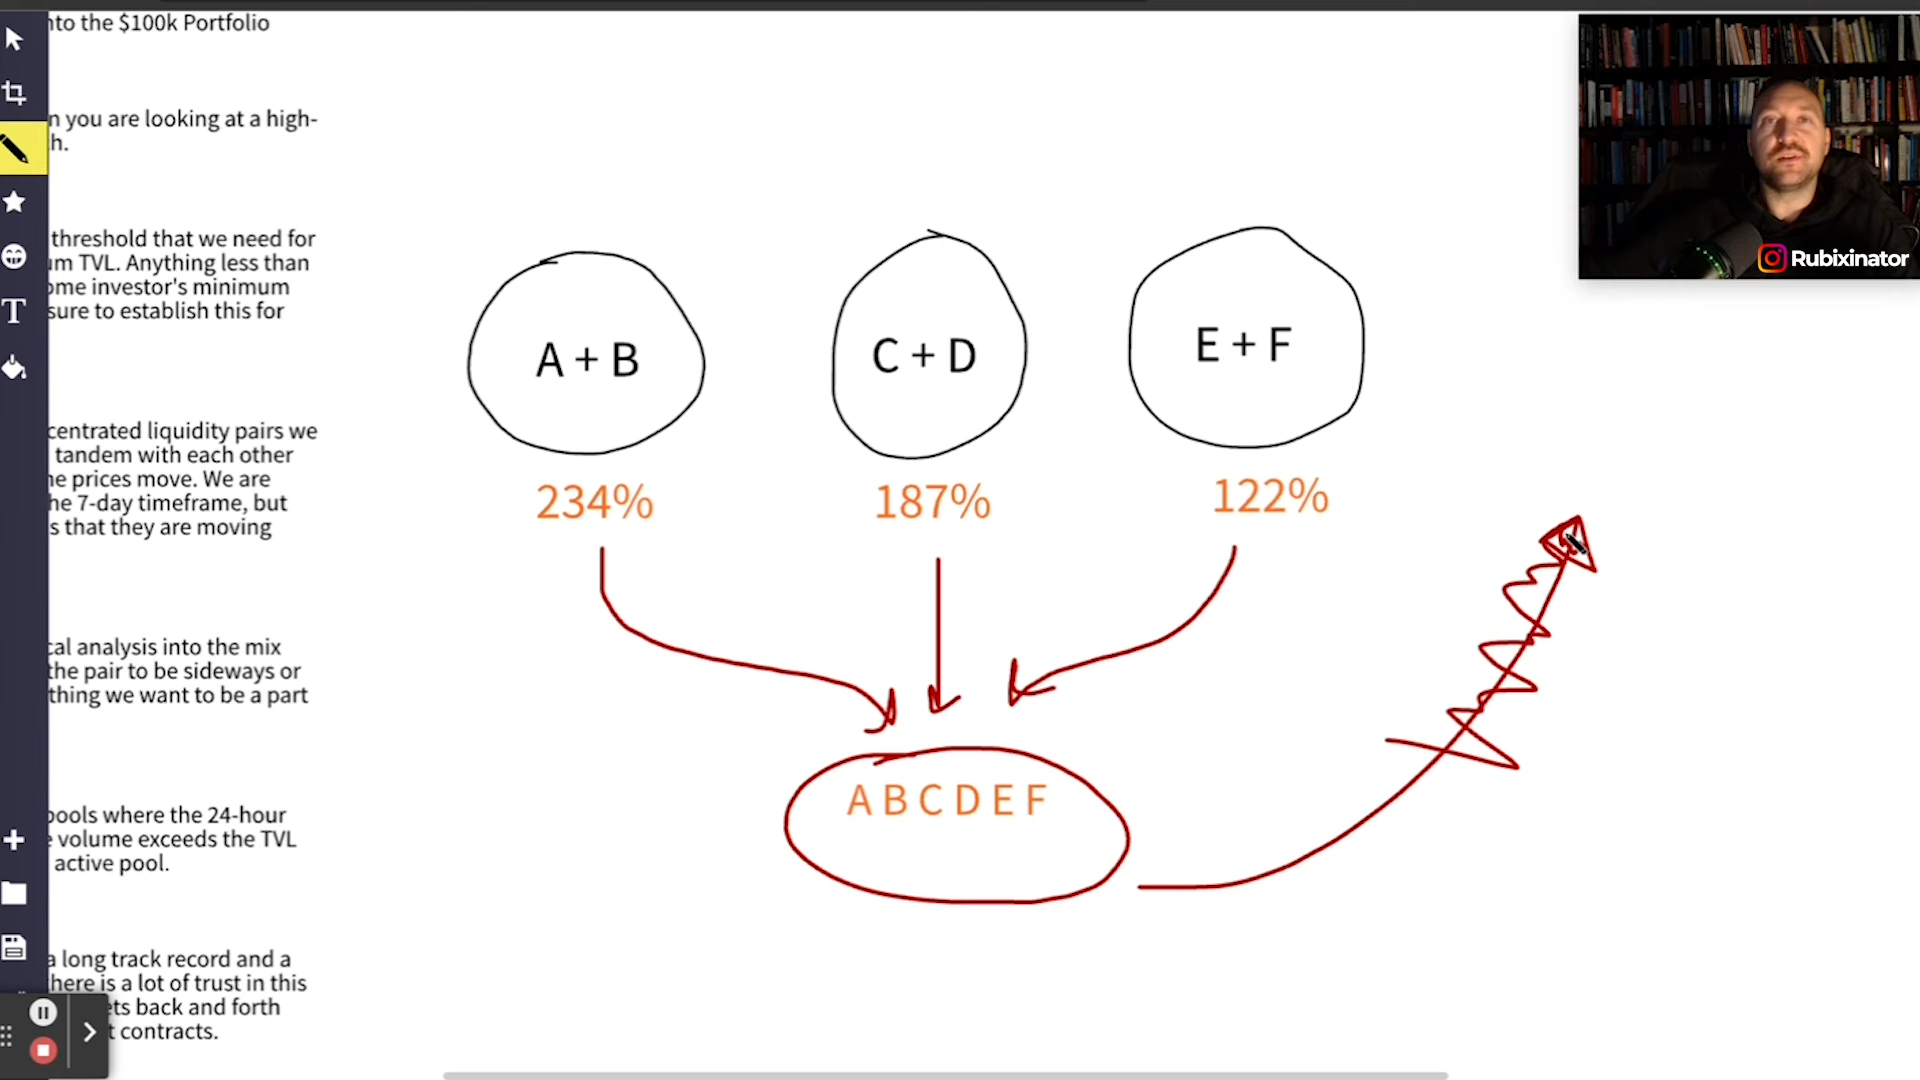 nto the $100k Portfolio
n you are looking at a high-
h.
threshold that we need for
um TVL. Anything less than
ome investor's minimum
sure to establish this for
centrated liquidity pairs we
tandem with each other
he prices move. We are
he 7-day timeframe, but
s that they are moving
cal analysis into the mix
the pair to be sideways or
thing we want to be a part
pools where the 24-hour
e volume exceeds the TVL
active pool.
a long track record and a
here is a lot of trust in this
ets back and forth
t contracts.
A + B
C + D
E + F
234%
187%
122%
A B C D E F
Rubixinator